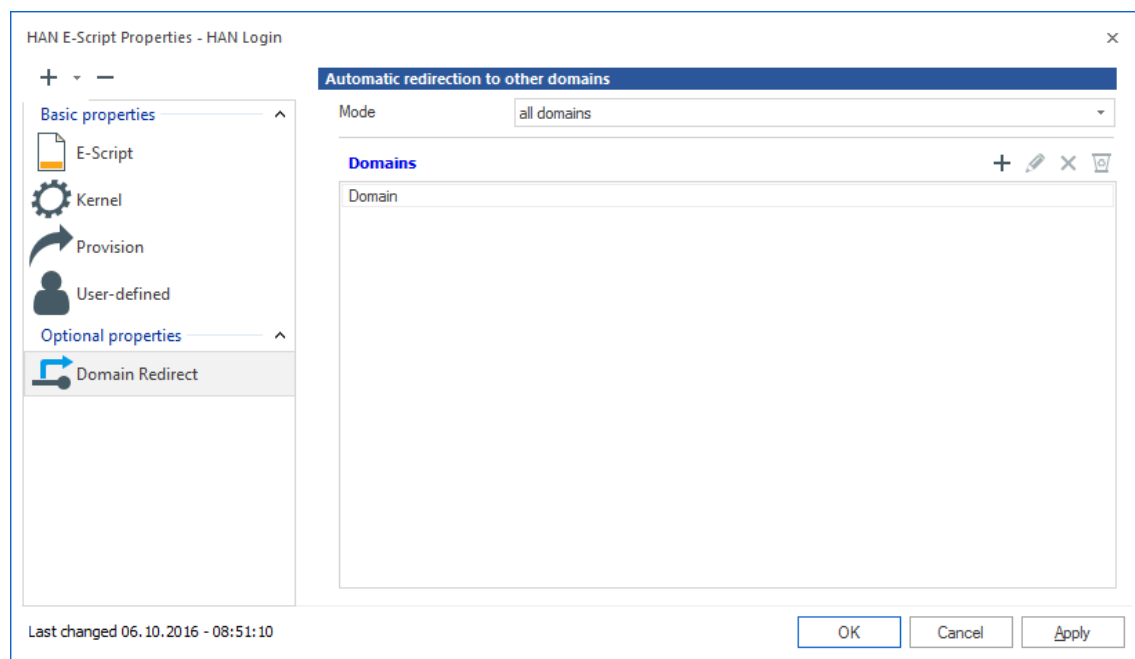 HAN E-Script Properties - HAN Login
Automatic redirection to other domains
Basic properties
Mode
all domains
E-Script
Domains
Kernel
Domain
Provision
User-defined
Optional properties
Domain Redirect
Last changed 06.10.2016 - 08:51:10
OK
Cancel
Apply